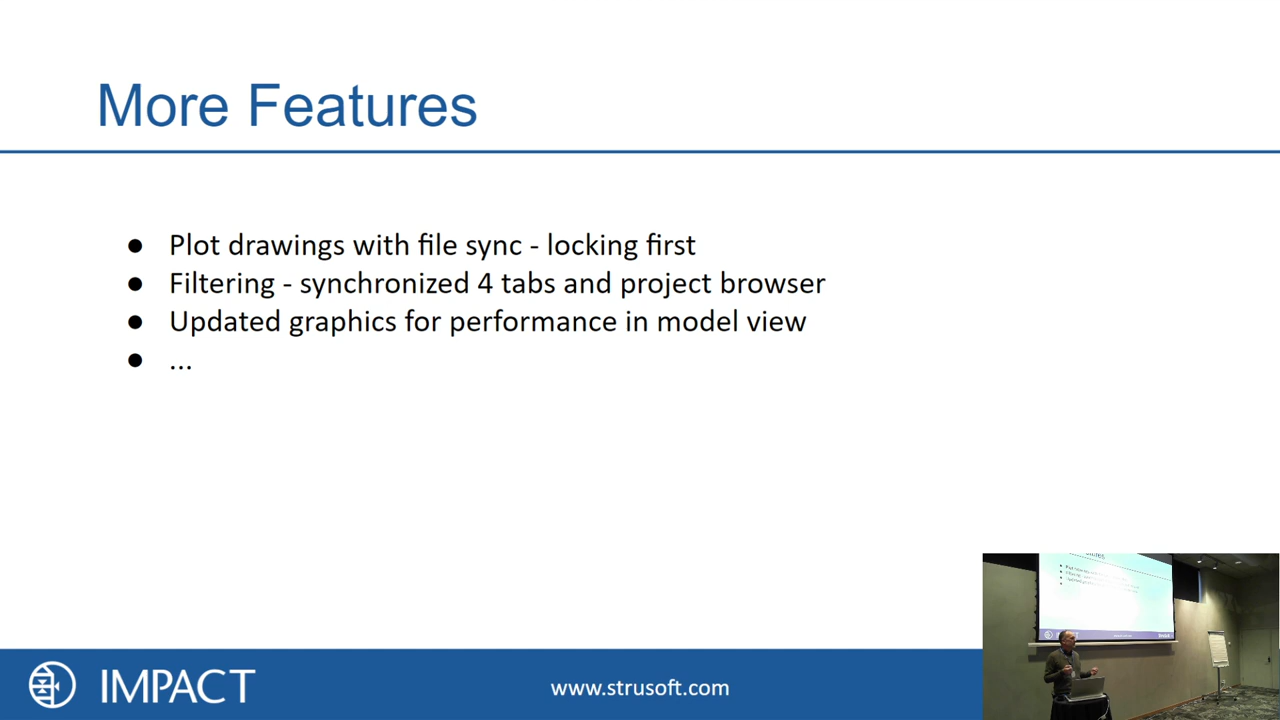 More Features
● Plot drawings with file sync - locking first
● Filtering - synchronized 4 tabs and project browser
● Updated graphics for performance in model view
● ...
IMPACT
www.strusoft.com